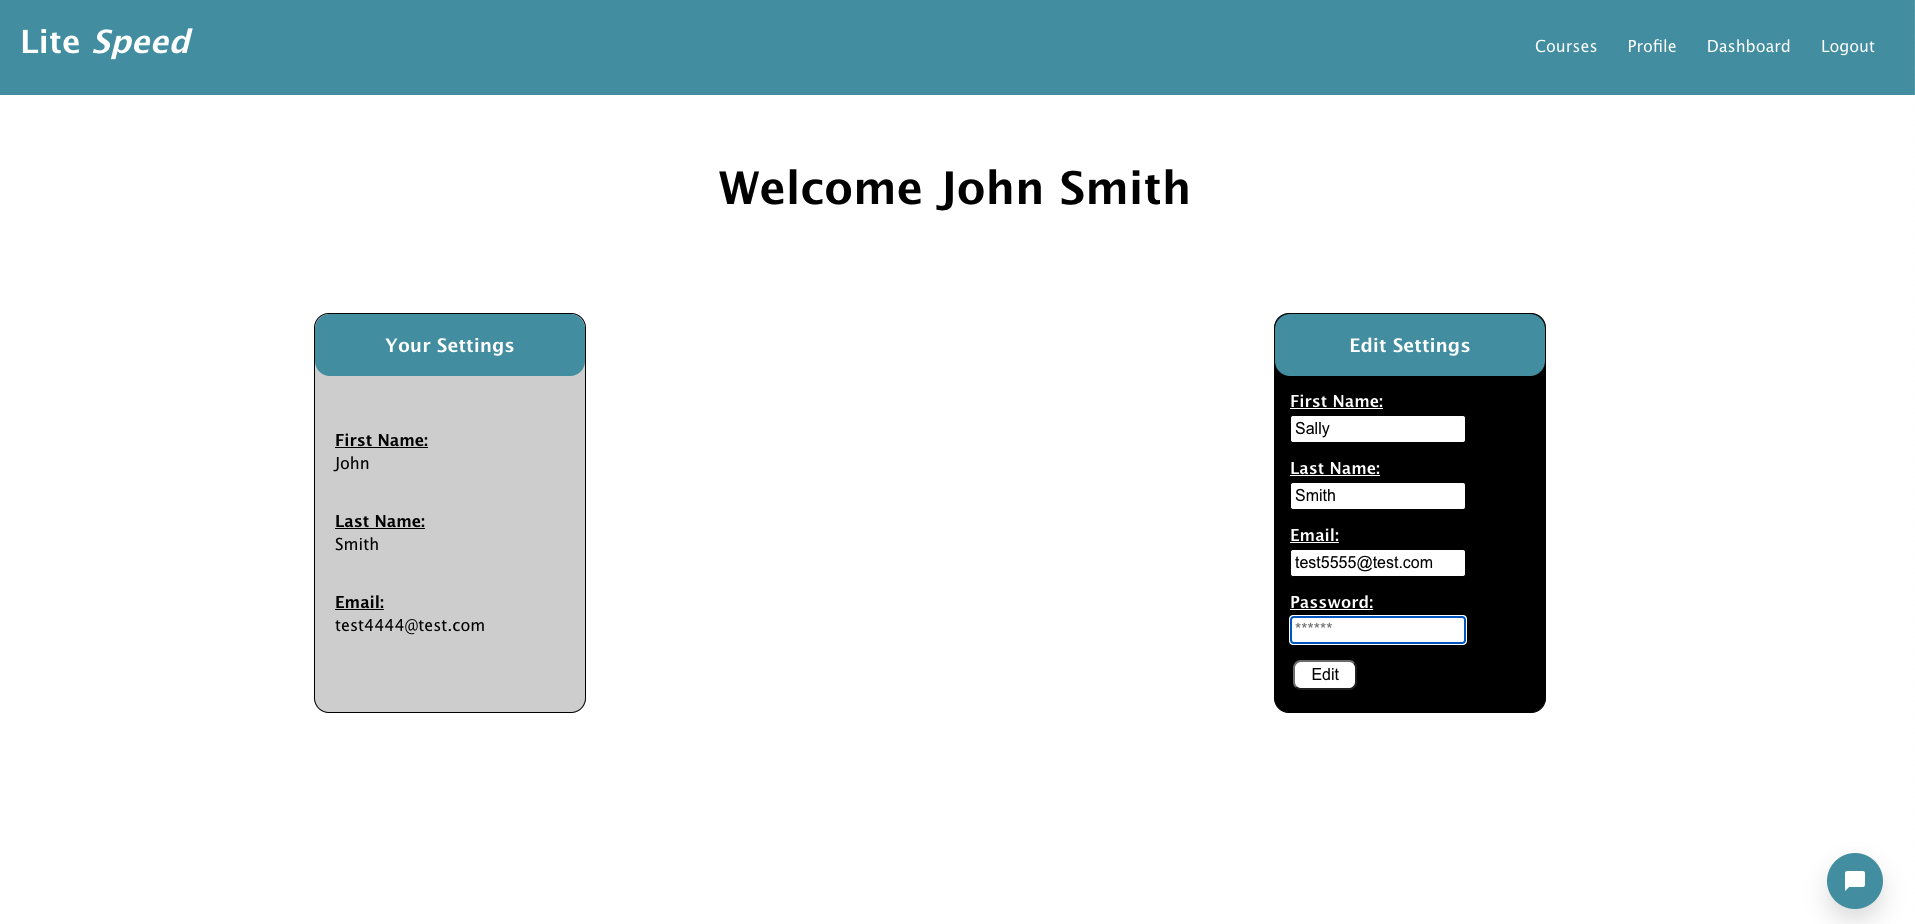 Lite Speed
Courses Profile Dashboard Logout
Welcome John Smith
Your Settings
First Name:
John
Last Name:
Smith
Email:
test4444@test.com
Edit Settings
First Name:
Sally
Last Name:
Smith
Email:
test5555@test.com
Password:
******
Edit